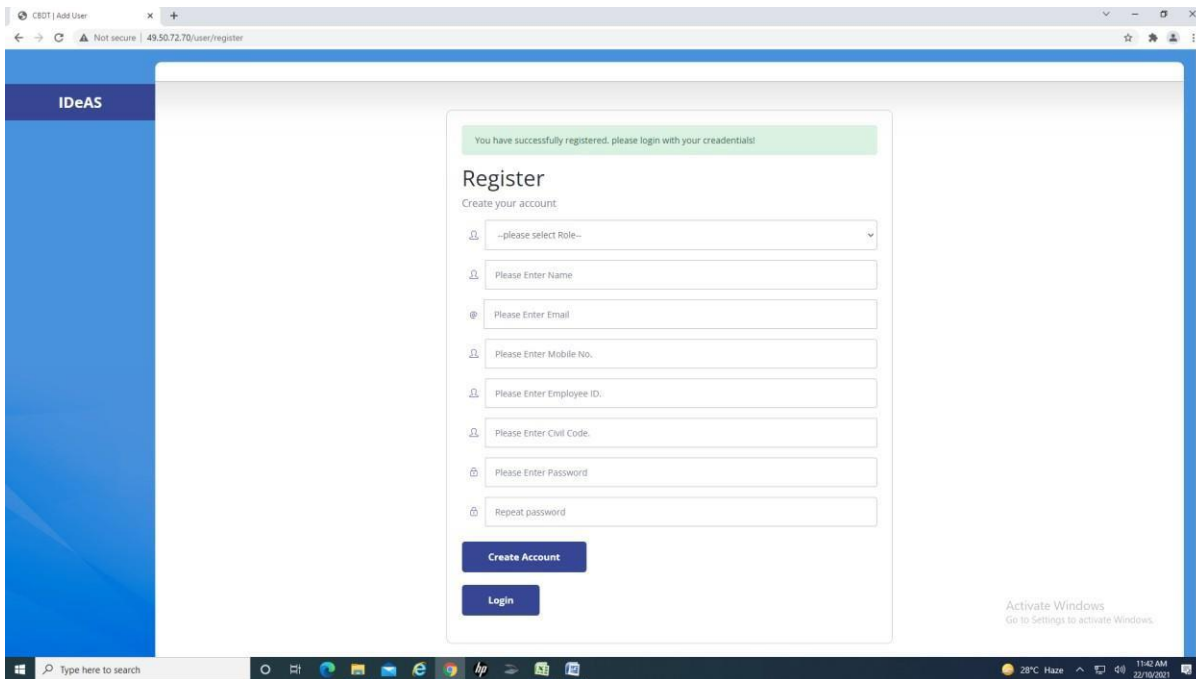 CBDT | Add User
Not secure | 49.50.72.70/user/register
IDeAS
You have successfully registered, please login with your creadentials!
Register
Create your account
--please select Role--
Please Enter Name
@ Please Enter Email
Please Enter Mobile No.
Please Enter Employee ID.
Please Enter Civil Code.
Please Enter Password
Repeat password
Create Account
Login
Activate Windows
Go to Settings to activate Windows.
Type here to search
hp
28°C Haze
11:42 AM
22/10/2021